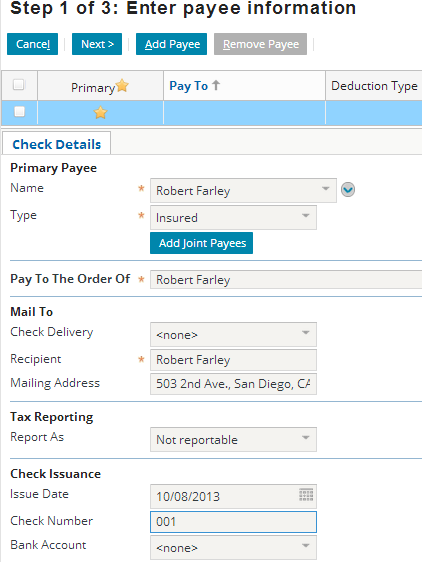 Step 1 of 3: Enter payee information
Cancel Next > Add Payee Remove Payee
Primary Pay To ↑ Deduction Type
Check Details
Primary Payee
Name * Robert Farley
Type * Insured
Add Joint Payees
Pay To The Order Of * Robert Farley
Mail To
Check Delivery <none>
Recipient * Robert Farley
Mailing Address 503 2nd Ave., San Diego, CA
Tax Reporting
Report As Not reportable
Check Issuance
Issue Date 10/08/2013
Check Number 001
Bank Account <none>